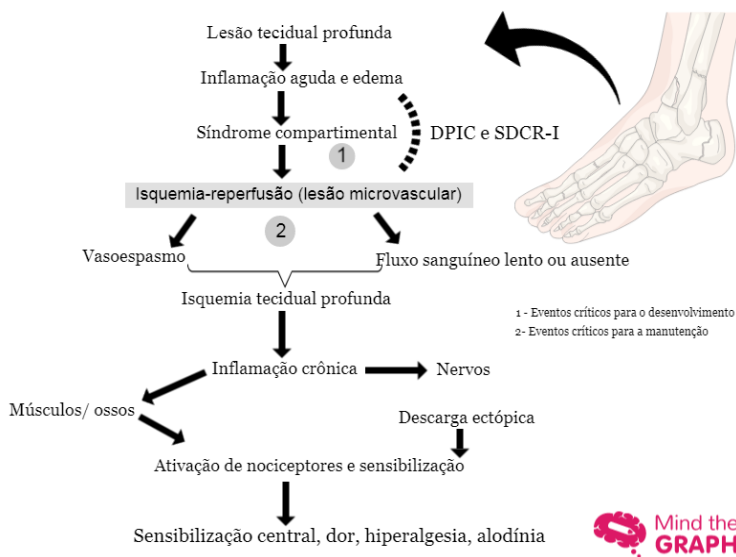 Lesão tecidual profunda
Inflamação aguda e edema
Síndrome compartimental
DPIC e SDCR-I
1
Isquemia-reperfusão (lesão microvascular)
2
Vasoespasmo
Fluxo sanguíneo lento ou ausente
Isquemia tecidual profunda
1 - Eventos críticos para o desenvolvimento
2- Eventos críticos para a manutenção
Inflamação crônica
Nervos
Músculos/ ossos
Descarga ectópica
Ativação de nociceptores e sensibilização
Sensibilização central, dor, hiperalgesia, alodínia
Mind the
GRAPH